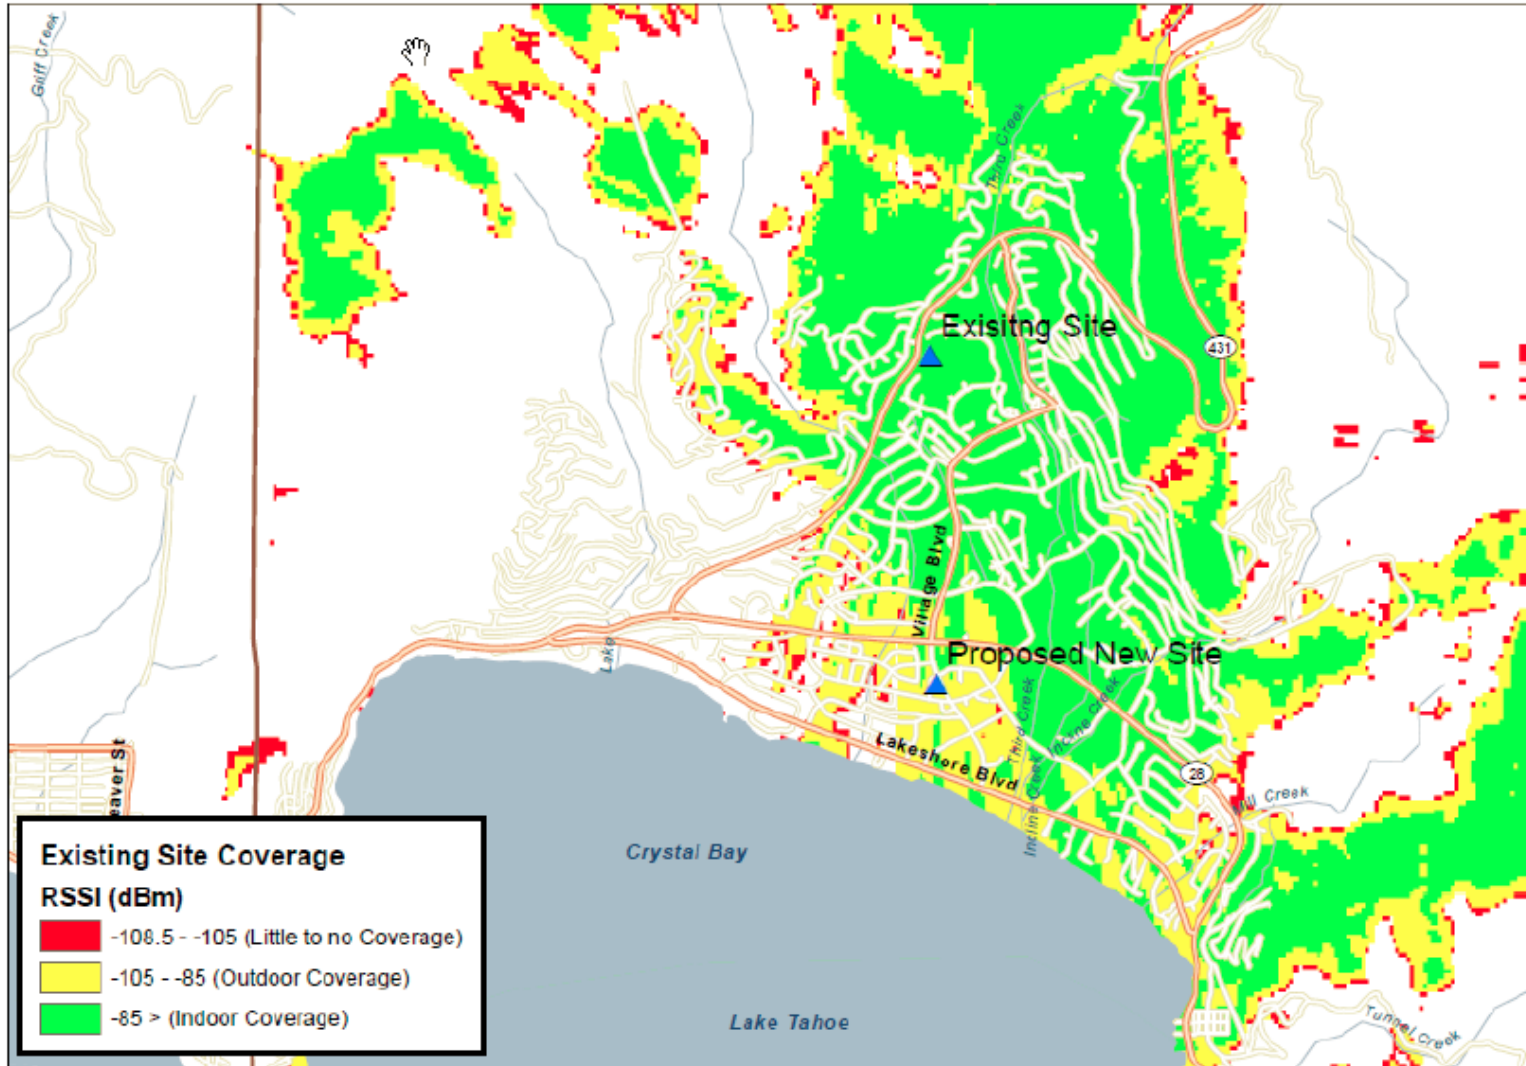 Griff Creek
Third Creek
Exisitng Site
431
Village Blvd
Proposed New Site
Lake
Third Creek
Incline Creek
Lakeshore Blvd
28
Mill Creek
Incline Creek
eaver St
Crystal Bay
Lake Tahoe
Tunnel Creek
Existing Site Coverage
RSSI (dBm)
-108.5 - -105 (Little to no Coverage)
-105 - -85 (Outdoor Coverage)
-85 > (Indoor Coverage)